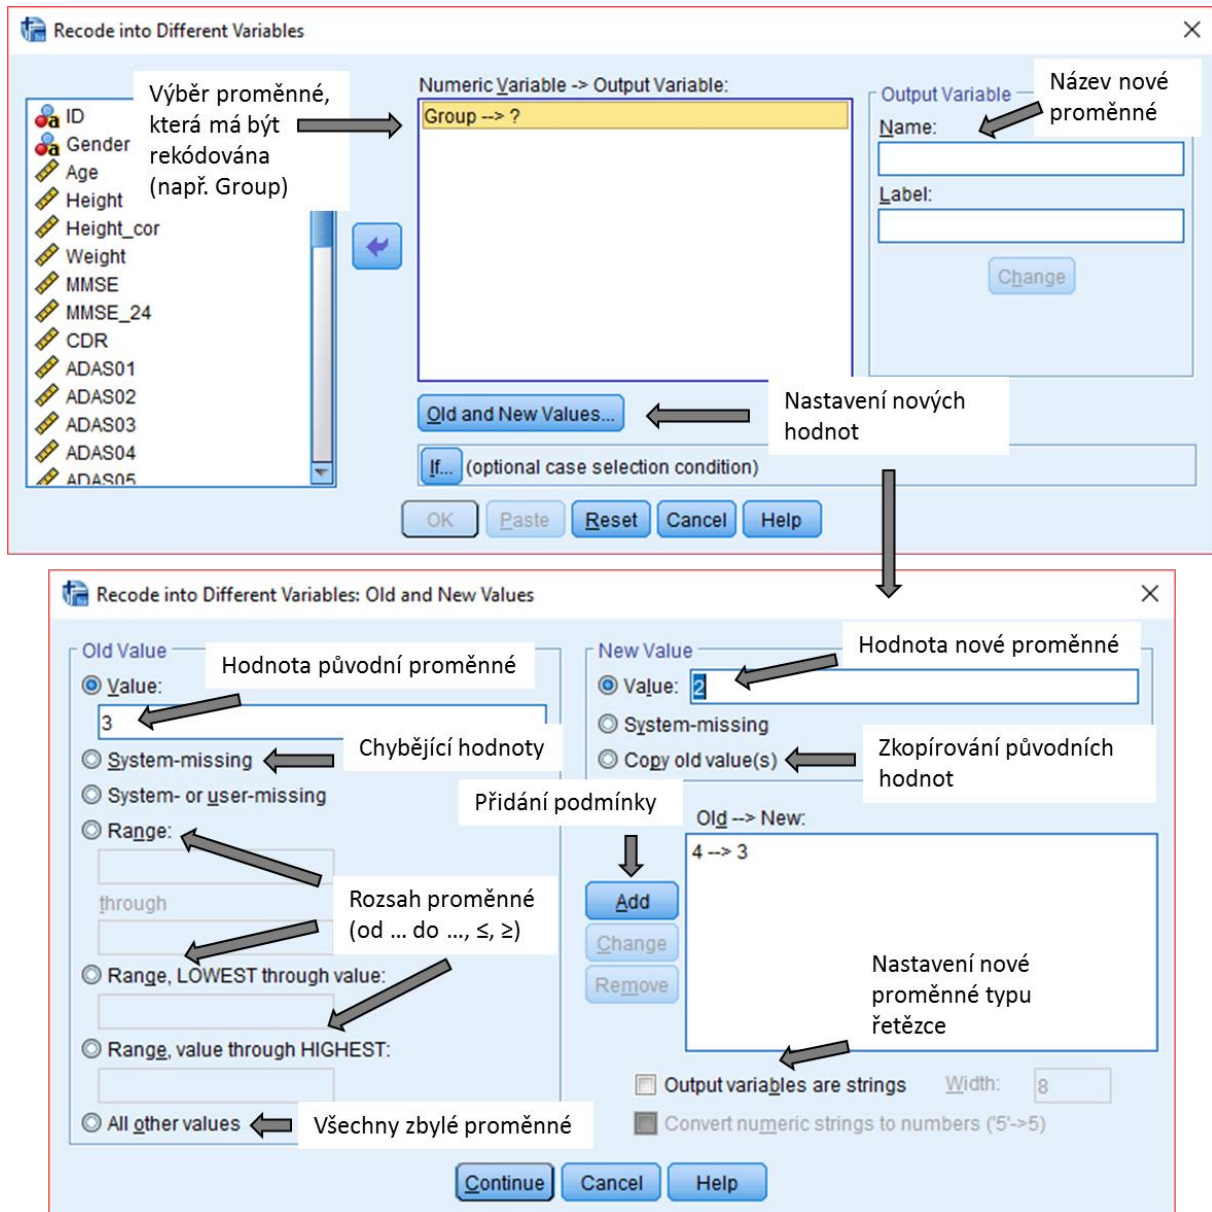 Recode into Different Variables
Výběr proměnné,
která má být
rekódována
(např. Group)
ID
Gender
Age
Height
Height_cor
Weight
MMSE
MMSE_24
CDR
ADAS01
ADAS02
ADAS03
ADAS04
ADAS05
Numeric Variable -> Output Variable:
Group --> ?
Output Variable
Název nové
proměnné
Name:
Label:
Change
Old and New Values...
Nastavení nových
hodnot
If... (optional case selection condition)
OK Paste Reset Cancel Help
Recode into Different Variables: Old and New Values
Old Value
Hodnota původní proměnné
Value:
3
System-missing
Chybějící hodnoty
System- or user-missing
Range:
through
Rozsah proměnné
(od ... do ..., ≤, ≥)
Range, LOWEST through value:
Range, value through HIGHEST:
All other values
Všechny zbylé proměnné
New Value
Hodnota nové proměnné
Value: 2
System-missing
Copy old value(s)
Zkopírování původních
hodnot
Přidání podmínky
Old --> New:
4 --> 3
Add
Change
Remove
Nastavení nové
proměnné typu
řetězce
Output variables are strings Width: 8
Convert numeric strings to numbers ('5'->5)
Continue Cancel Help